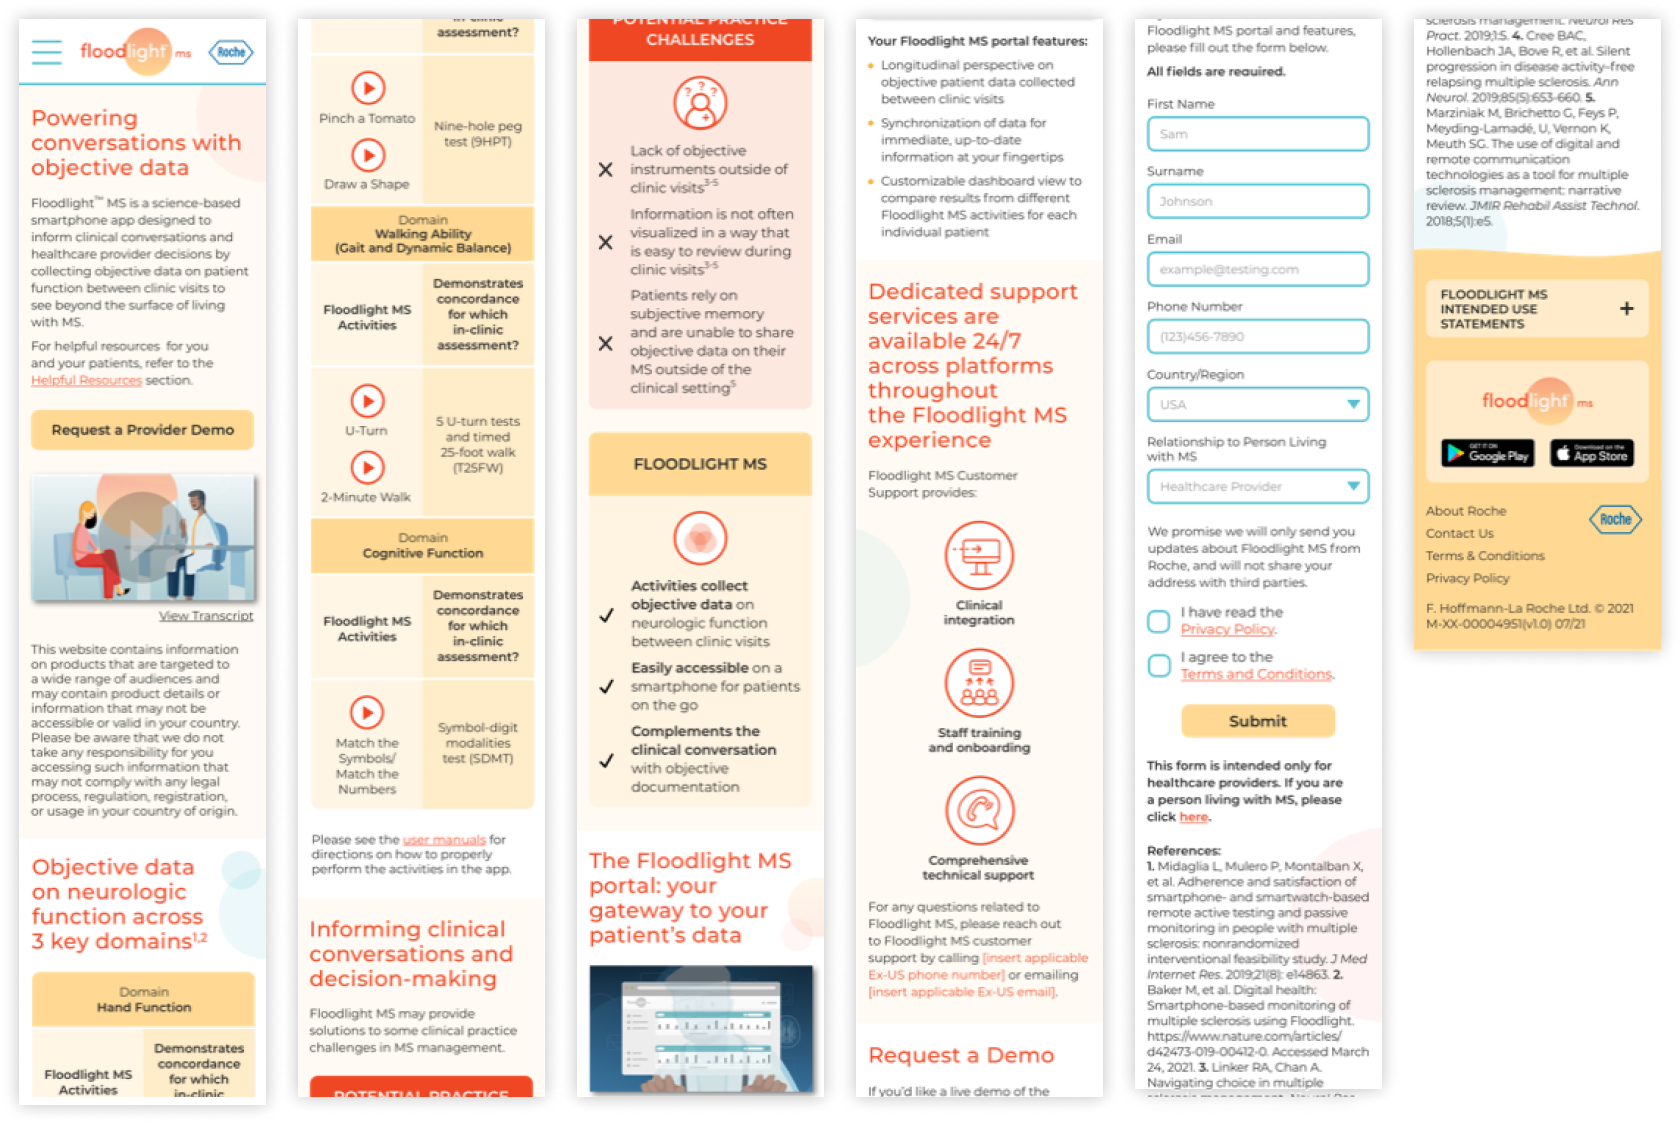 floodlight ms
Roche
Powering
conversations with
objective data
Floodlight™ MS is a science-based
smartphone app designed to
inform clinical conversations and
healthcare provider decisions by
collecting objective data on patient
function between clinic visits to
see beyond the surface of living
with MS.
For helpful resources for you
and your patients, refer to the
Helpful Resources section.
Request a Provider Demo
View Transcript
This website contains information
on products that are targeted to
a wide range of audiences and
may contain product details or
information that may not be
accessible or valid in your country.
Please be aware that we do not
take any responsibility for you
accessing such information that
may not comply with any legal
process, regulation, registration,
or usage in your country of origin.
Objective data
on neurologic
function across
3 key domains1,2
Domain
Hand Function
Floodlight MS
Activities
Demonstrates
concordance
for which
in-clinic
in-clinic
assessment?
Pinch a Tomato
Draw a Shape
Nine-hole peg
test (9HPT)
Domain
Walking Ability
(Gait and Dynamic Balance)
Floodlight MS
Activities
Demonstrates
concordance
for which
in-clinic
assessment?
U-Turn
2-Minute Walk
5 U-turn tests
and timed
25-foot walk
(T25FW)
Domain
Cognitive Function
Floodlight MS
Activities
Demonstrates
concordance
for which
in-clinic
assessment?
Match the
Symbols/
Match the
Numbers
Symbol-digit
modalities
test (SDMT)
Please see the user manuals for
directions on how to properly
perform the activities in the app.
Informing clinical
conversations and
decision-making
Floodlight MS may provide
solutions to some clinical practice
challenges in MS management.
POTENTIAL PRACTICE
POTENTIAL PRACTICE
CHALLENGES
Lack of objective
instruments outside of
clinic visits3-5
Information is not often
visualized in a way that
is easy to review during
clinic visits3-5
Patients rely on
subjective memory
and are unable to share
objective data on their
MS outside of the
clinical setting5
FLOODLIGHT MS
Activities collect
objective data on
neurologic function
between clinic visits
Easily accessible on a
smartphone for patients
on the go
Complements the
clinical conversation
with objective
documentation
The Floodlight MS
portal: your
gateway to your
patient's data
Your Floodlight MS portal features:
• Longitudinal perspective on
objective patient data collected
between clinic visits
• Synchronization of data for
immediate, up-to-date
information at your fingertips
• Customizable dashboard view to
compare results from different
Floodlight MS activities for each
individual patient
Dedicated support
services are
available 24/7
across platforms
throughout
the Floodlight MS
experience
Floodlight MS Customer
Support provides:
Clinical
integration
Staff training
and onboarding
Comprehensive
technical support
For any questions related to
Floodlight MS, please reach out
to Floodlight MS customer
support by calling [insert applicable
Ex-US phone number] or emailing
[insert applicable Ex-US email].
Request a Demo
If you'd like a live demo of the
Floodlight MS portal and features,
please fill out the form below.
All fields are required.
First Name
Sam
Surname
Johnson
Email
example@testing.com
Phone Number
(123)456-7890
Country/Region
USA
Relationship to Person Living
with MS
Healthcare Provider
We promise we will only send you
updates about Floodlight MS from
Roche, and will not share your
address with third parties.
I have read the
Privacy Policy.
I agree to the
Terms and Conditions.
Submit
This form is intended only for
healthcare providers. If you are
a person living with MS, please
click here.
References:
1. Midaglia L, Mulero P, Montalban X,
et al. Adherence and satisfaction of
smartphone- and smartwatch-based
remote active testing and passive
monitoring in people with multiple
sclerosis: nonrandomized
interventional feasibility study. J Med
Internet Res. 2019;21(8): e14863. 2.
Baker M, et al. Digital health:
Smartphone-based monitoring of
multiple sclerosis using Floodlight.
https://www.nature.com/articles/
d42473-019-00412-0. Accessed March
24, 2021. 3. Linker RA, Chan A.
Navigating choice in multiple
sclerosis management. Neurol Res
sclerosis management. Neurol Res
Pract. 2019;1:5. 4. Cree BAC,
Hollenbach JA, Bove R, et al. Silent
progression in disease activity-free
relapsing multiple sclerosis. Ann
Neurol. 2019;85(5):653-660. 5.
Marziniak M, Brichetto G, Feys P,
Meyding-Lamadé, U, Vernon K,
Meuth SG. The use of digital and
remote communication
technologies as a tool for multiple
sclerosis management: narrative
review. JMIR Rehabil Assist Technol.
2018;5(1):e5.
FLOODLIGHT MS
INTENDED USE
STATEMENTS
+
floodlight ms
GET IT ON
Google Play
Download on the
App Store
About Roche
Contact Us
Terms & Conditions
Privacy Policy
Roche
F. Hoffmann-La Roche Ltd. © 2021
M-XX-00004951(v1.0) 07/21